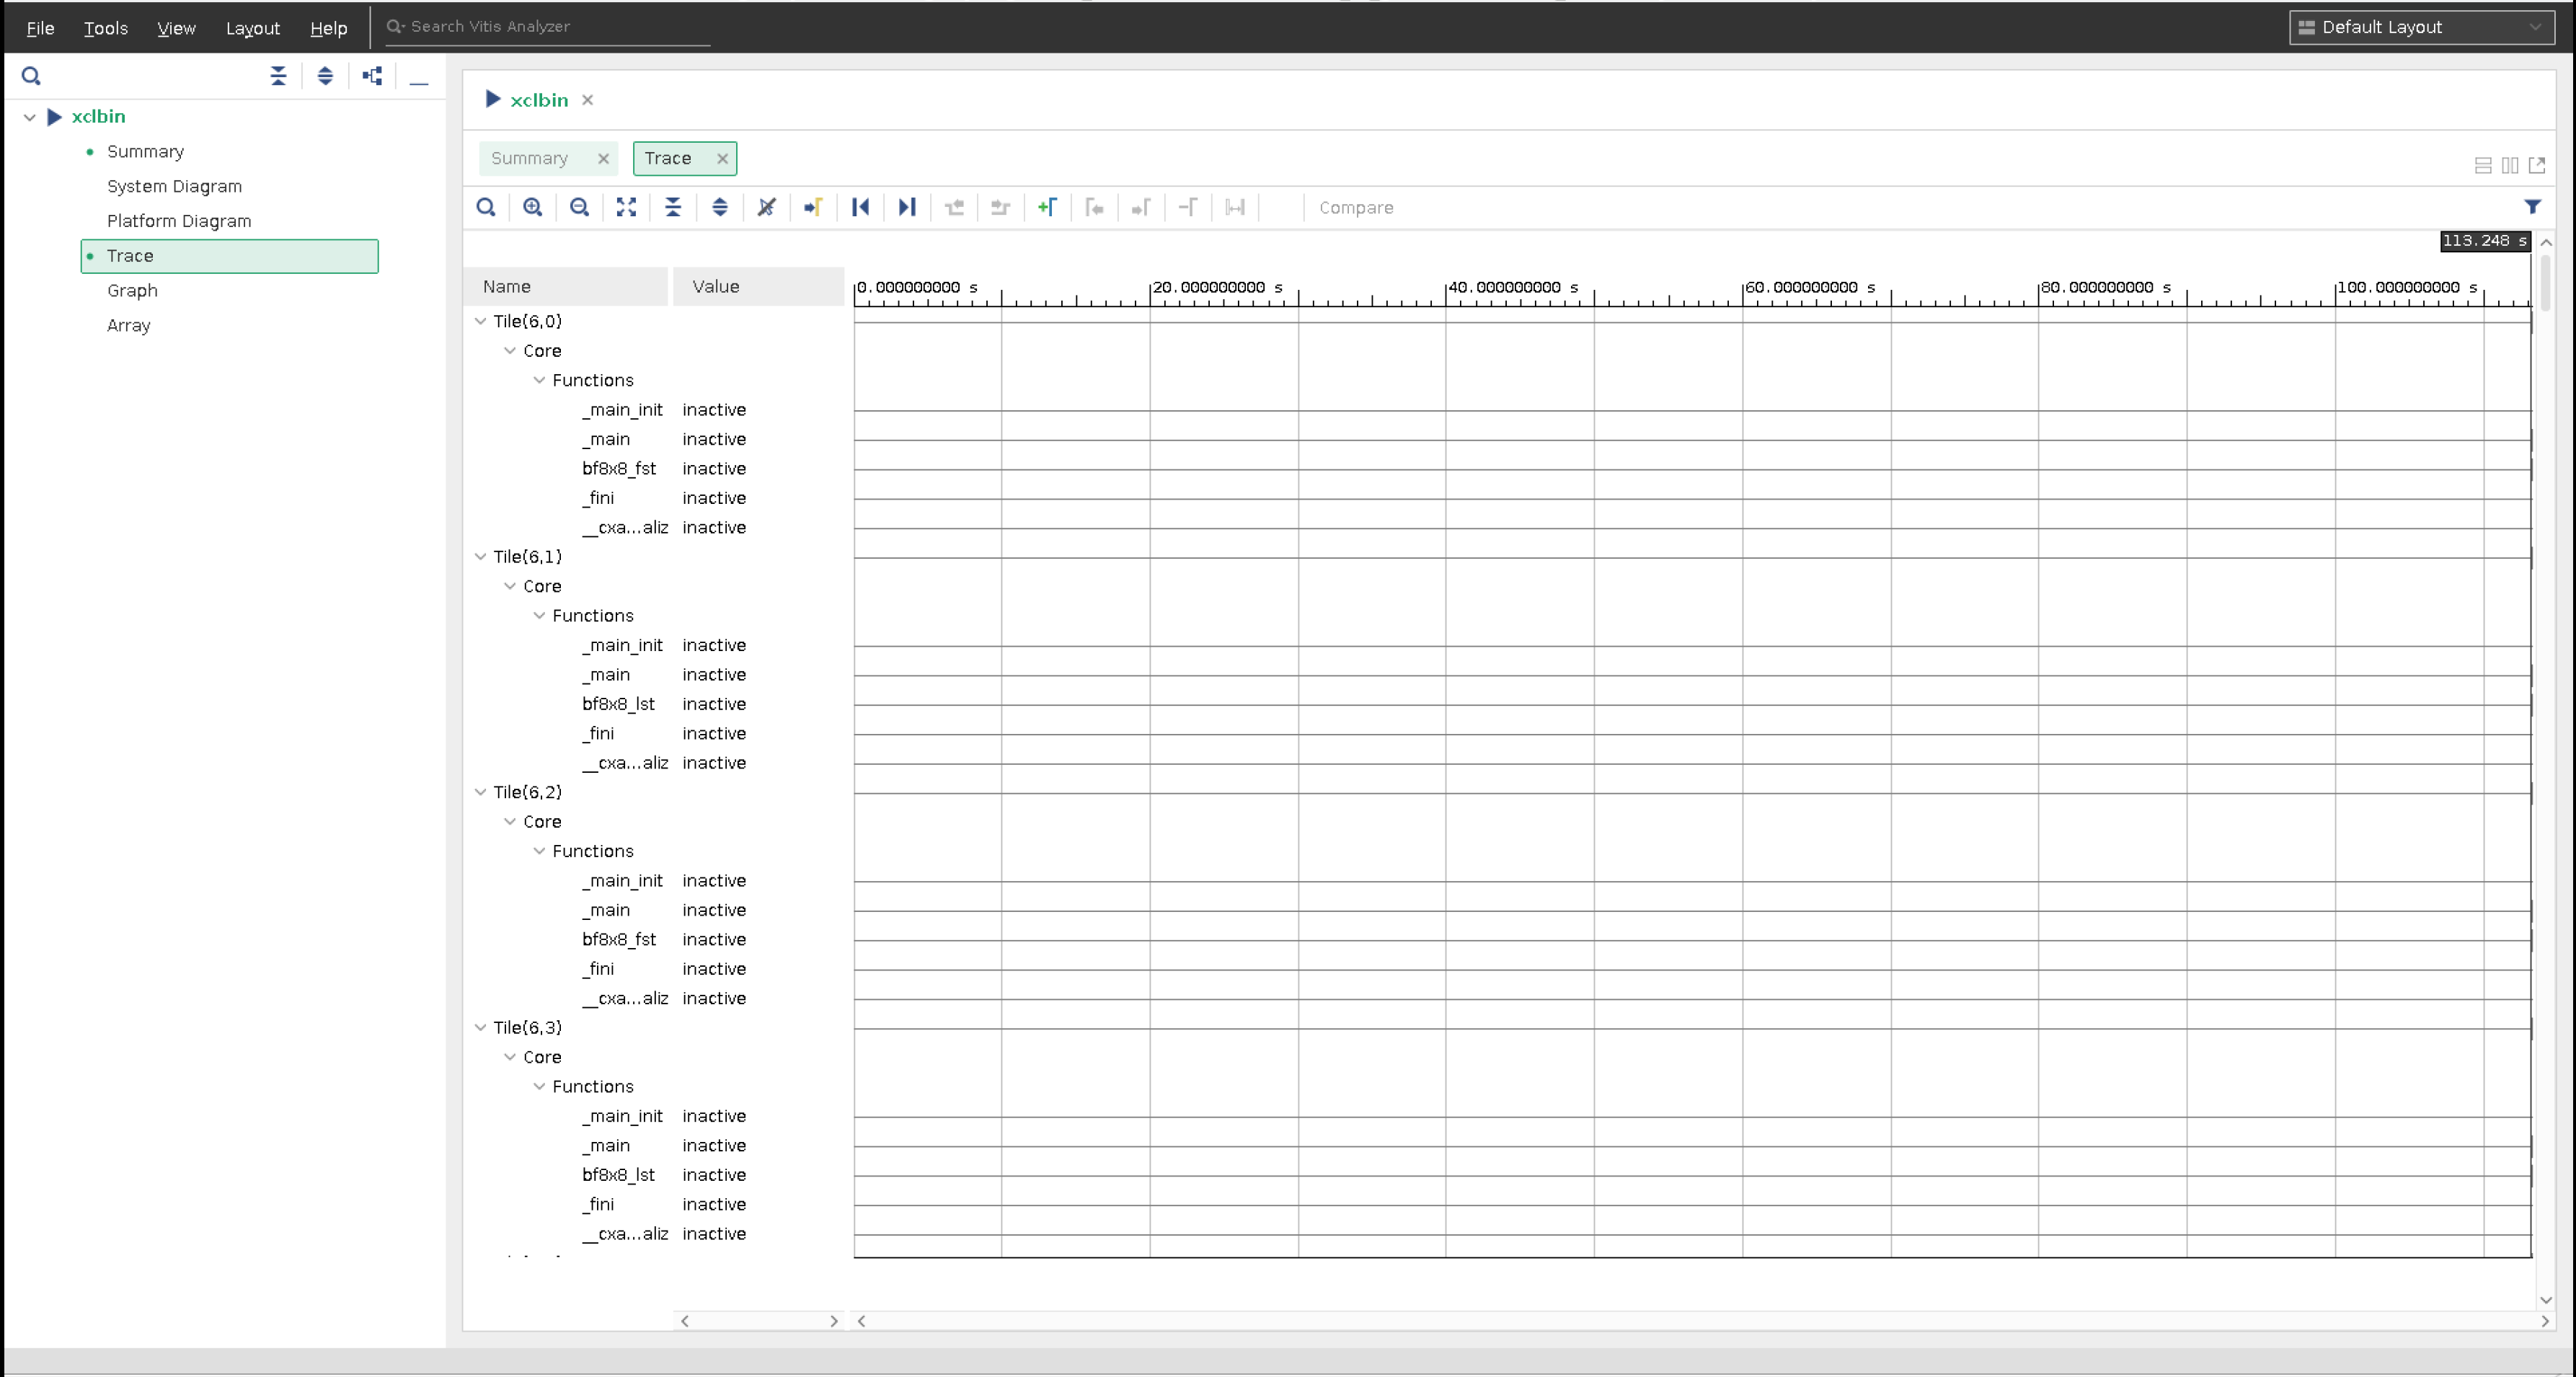 File Tools View Layout Help Search Vitis Analyzer Default Layout
xclbin
Summary
System Diagram
Platform Diagram
Trace
Graph
Array
xclbin
Summary Trace
Compare
113.248 s
Name Value 0.000000000 s 20.000000000 s 40.000000000 s 60.000000000 s 80.000000000 s 100.000000000 s
Tile(6,0)
Core
Functions
_main_init inactive
_main inactive
bf8x8_fst inactive
_fini inactive
__cxa...aliz inactive
Tile(6,1)
Core
Functions
_main_init inactive
_main inactive
bf8x8_lst inactive
_fini inactive
__cxa...aliz inactive
Tile(6,2)
Core
Functions
_main_init inactive
_main inactive
bf8x8_fst inactive
_fini inactive
__cxa...aliz inactive
Tile(6,3)
Core
Functions
_main_init inactive
_main inactive
bf8x8_lst inactive
_fini inactive
__cxa...aliz inactive